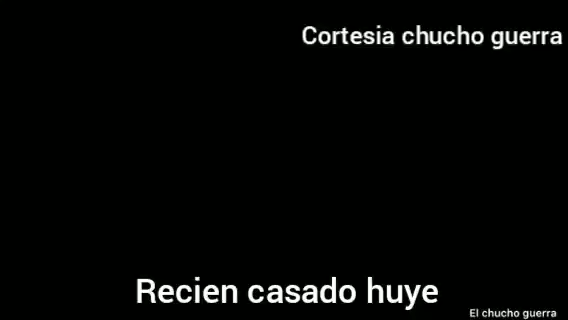 Cortesia chucho guerra
Recien casado huye
El chucho guerra